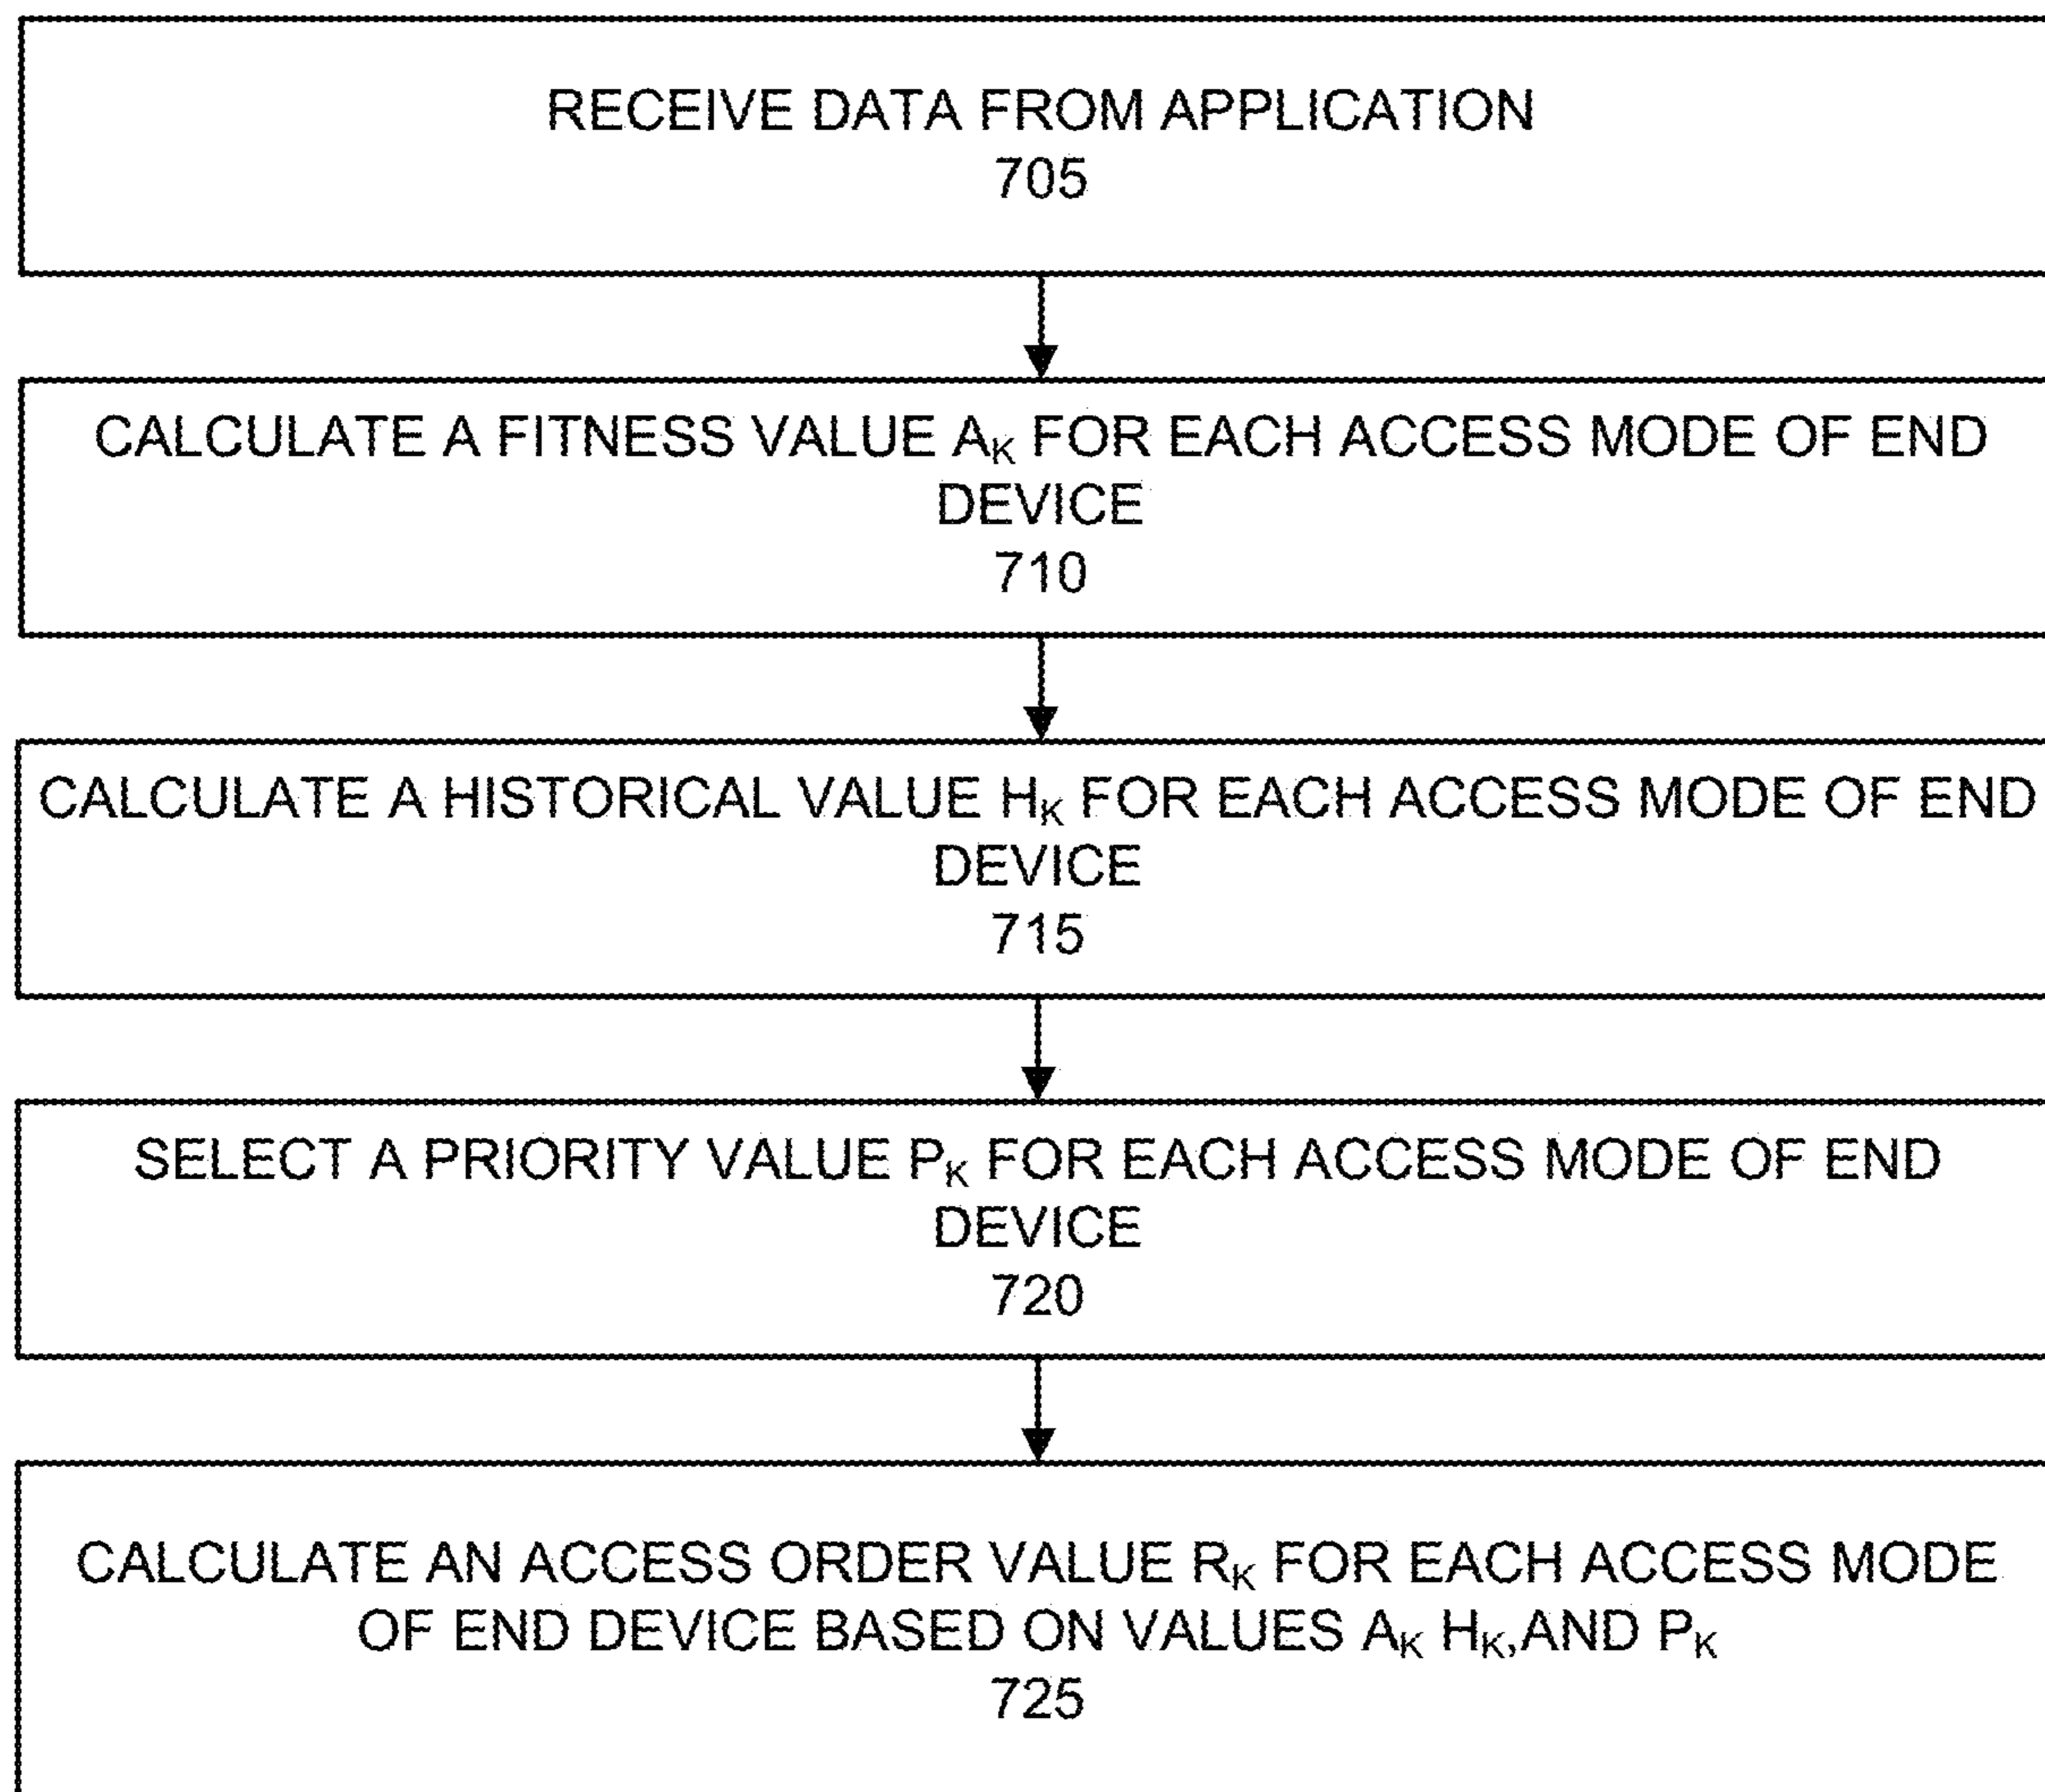 RECEIVE DATA FROM APPLICATION
705
CALCULATE A FITNESS VALUE AK FOR EACH ACCESS MODE OF END
DEVICE
710
CALCULATE A HISTORICAL VALUE HK FOR EACH ACCESS MODE OF END
DEVICE
715
SELECT A PRIORITY VALUE PK FOR EACH ACCESS MODE OF END
DEVICE
720
CALCULATE AN ACCESS ORDER VALUE RK FOR EACH ACCESS MODE
OF END DEVICE BASED ON VALUES AK HK,AND PK
725